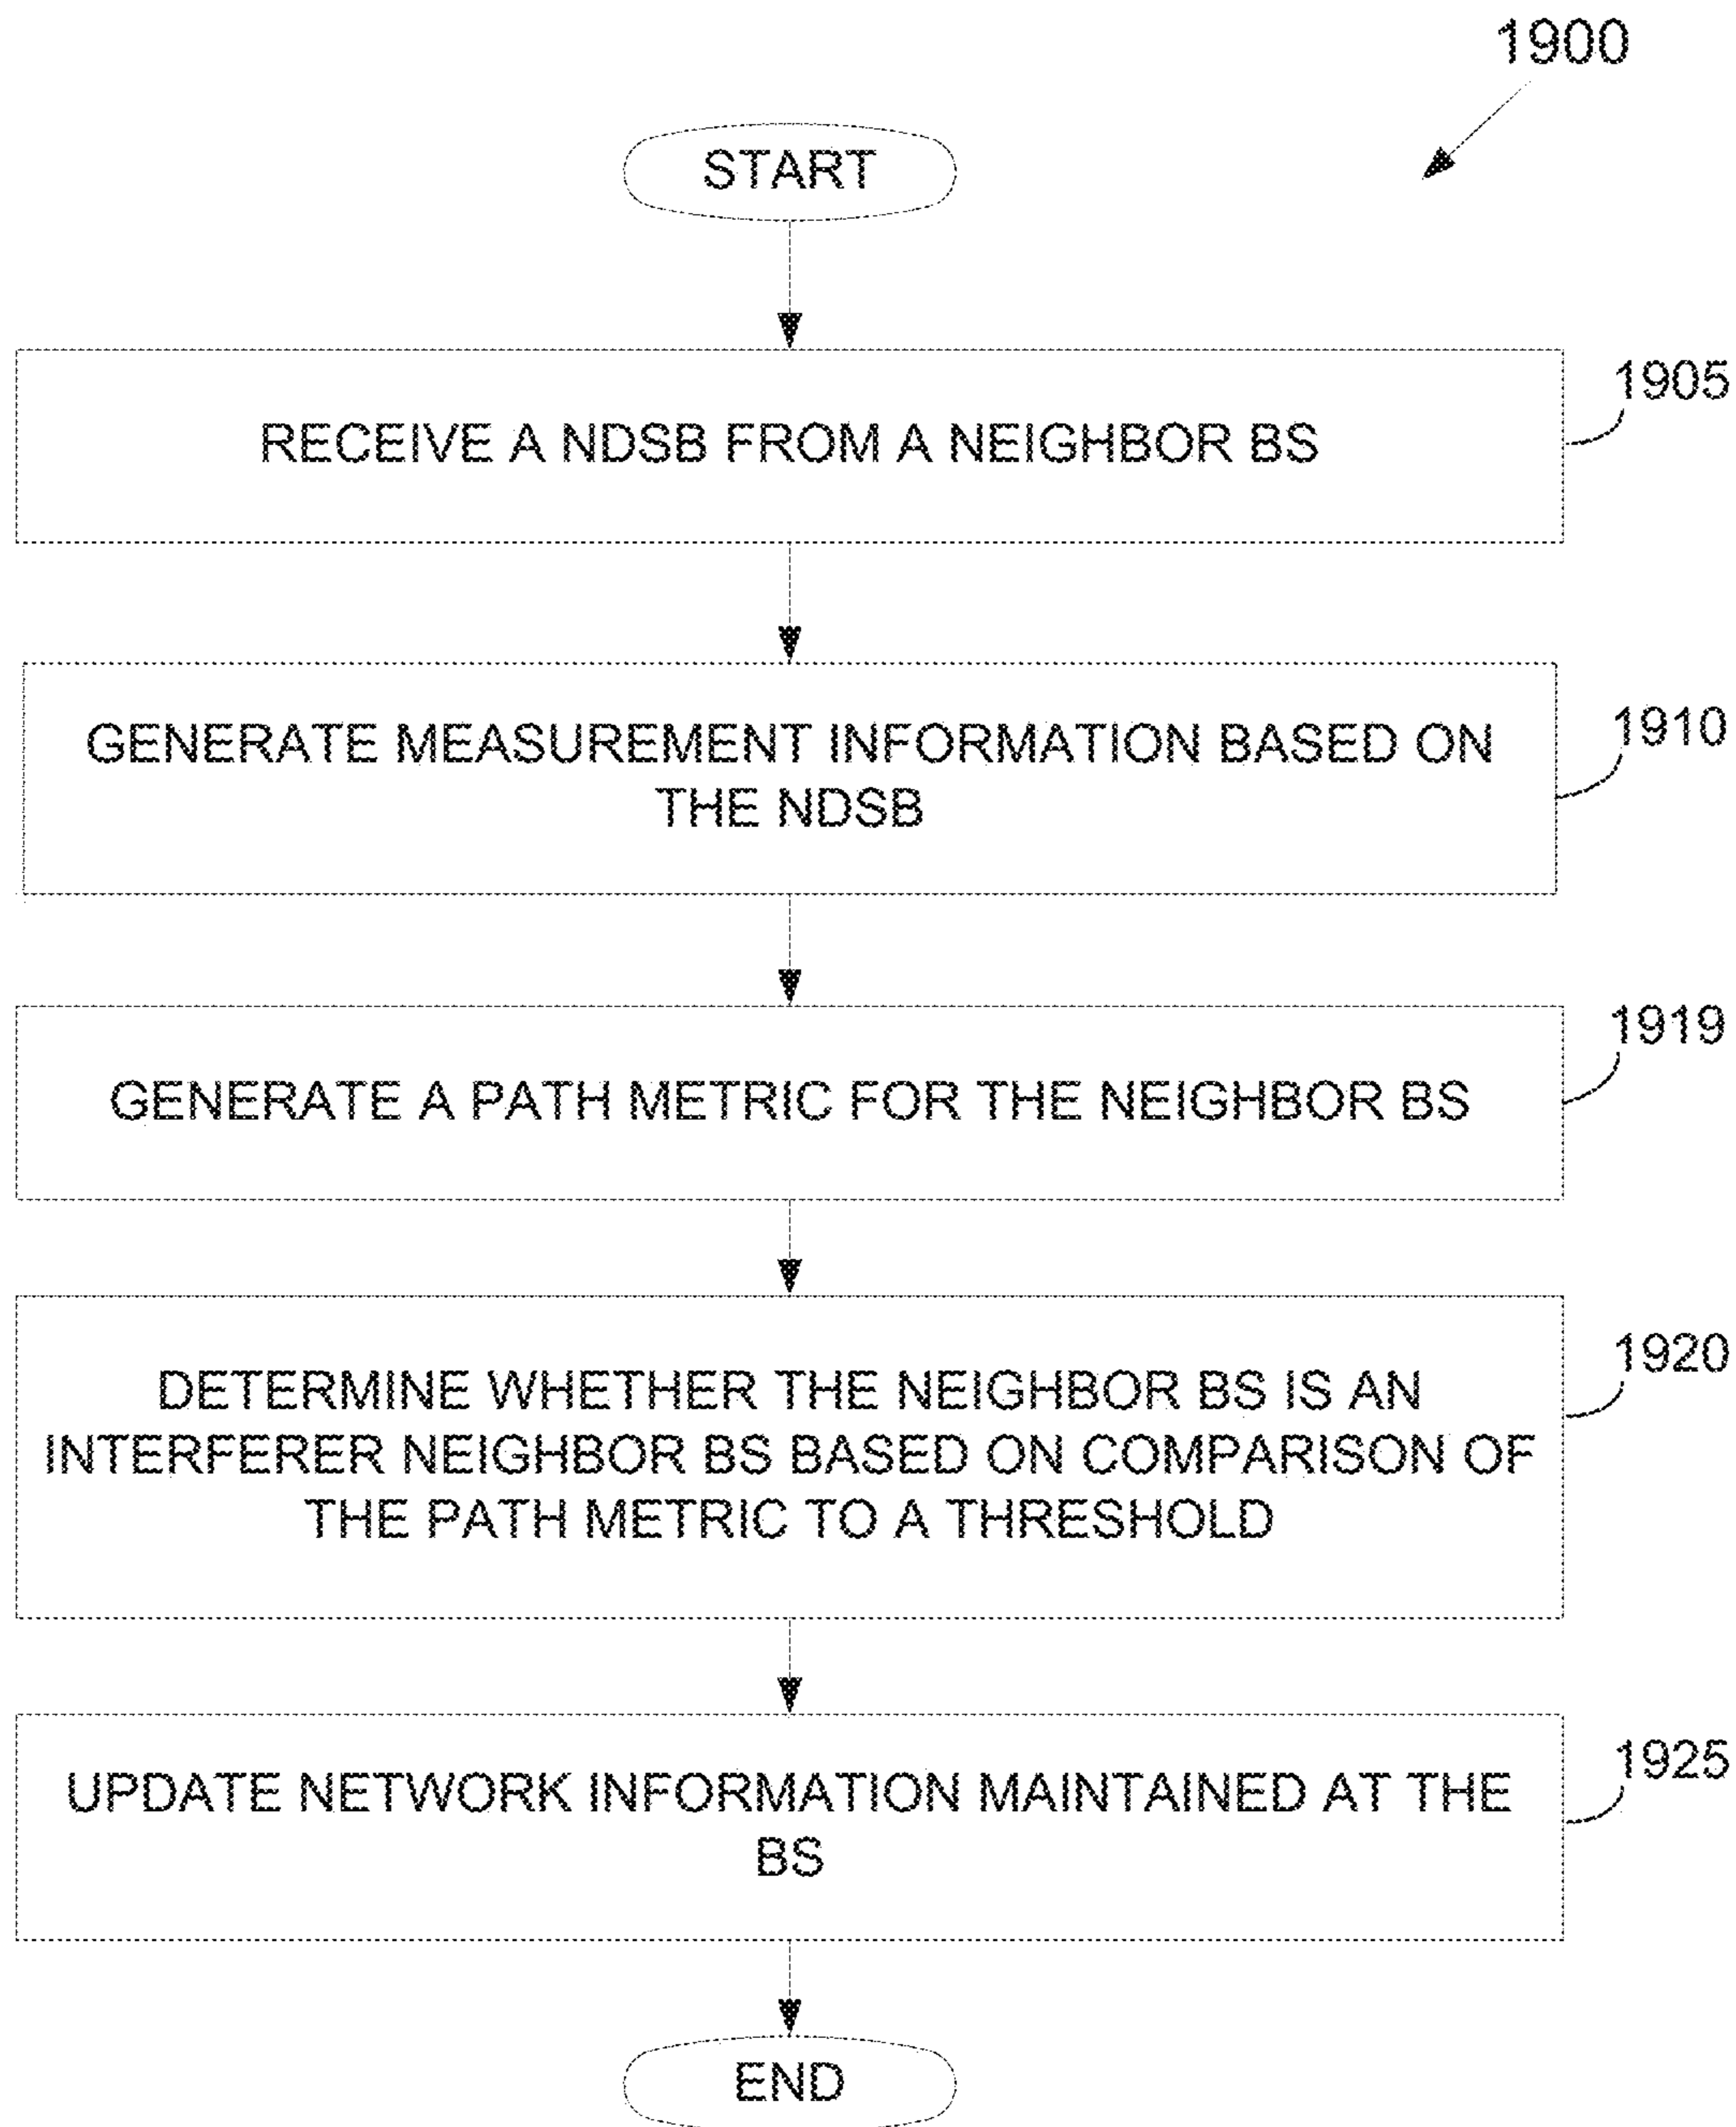 1900
START
1905
RECEIVE A NDSB FROM A NEIGHBOR BS
1910
GENERATE MEASUREMENT INFORMATION BASED ON
THE NDSB
1919
GENERATE A PATH METRIC FOR THE NEIGHBOR BS
1920
DETERMINE WHETHER THE NEIGHBOR BS IS AN
INTERFERER NEIGHBOR BS BASED ON COMPARISON OF
THE PATH METRIC TO A THRESHOLD
1925
UPDATE NETWORK INFORMATION MAINTAINED AT THE
BS
END